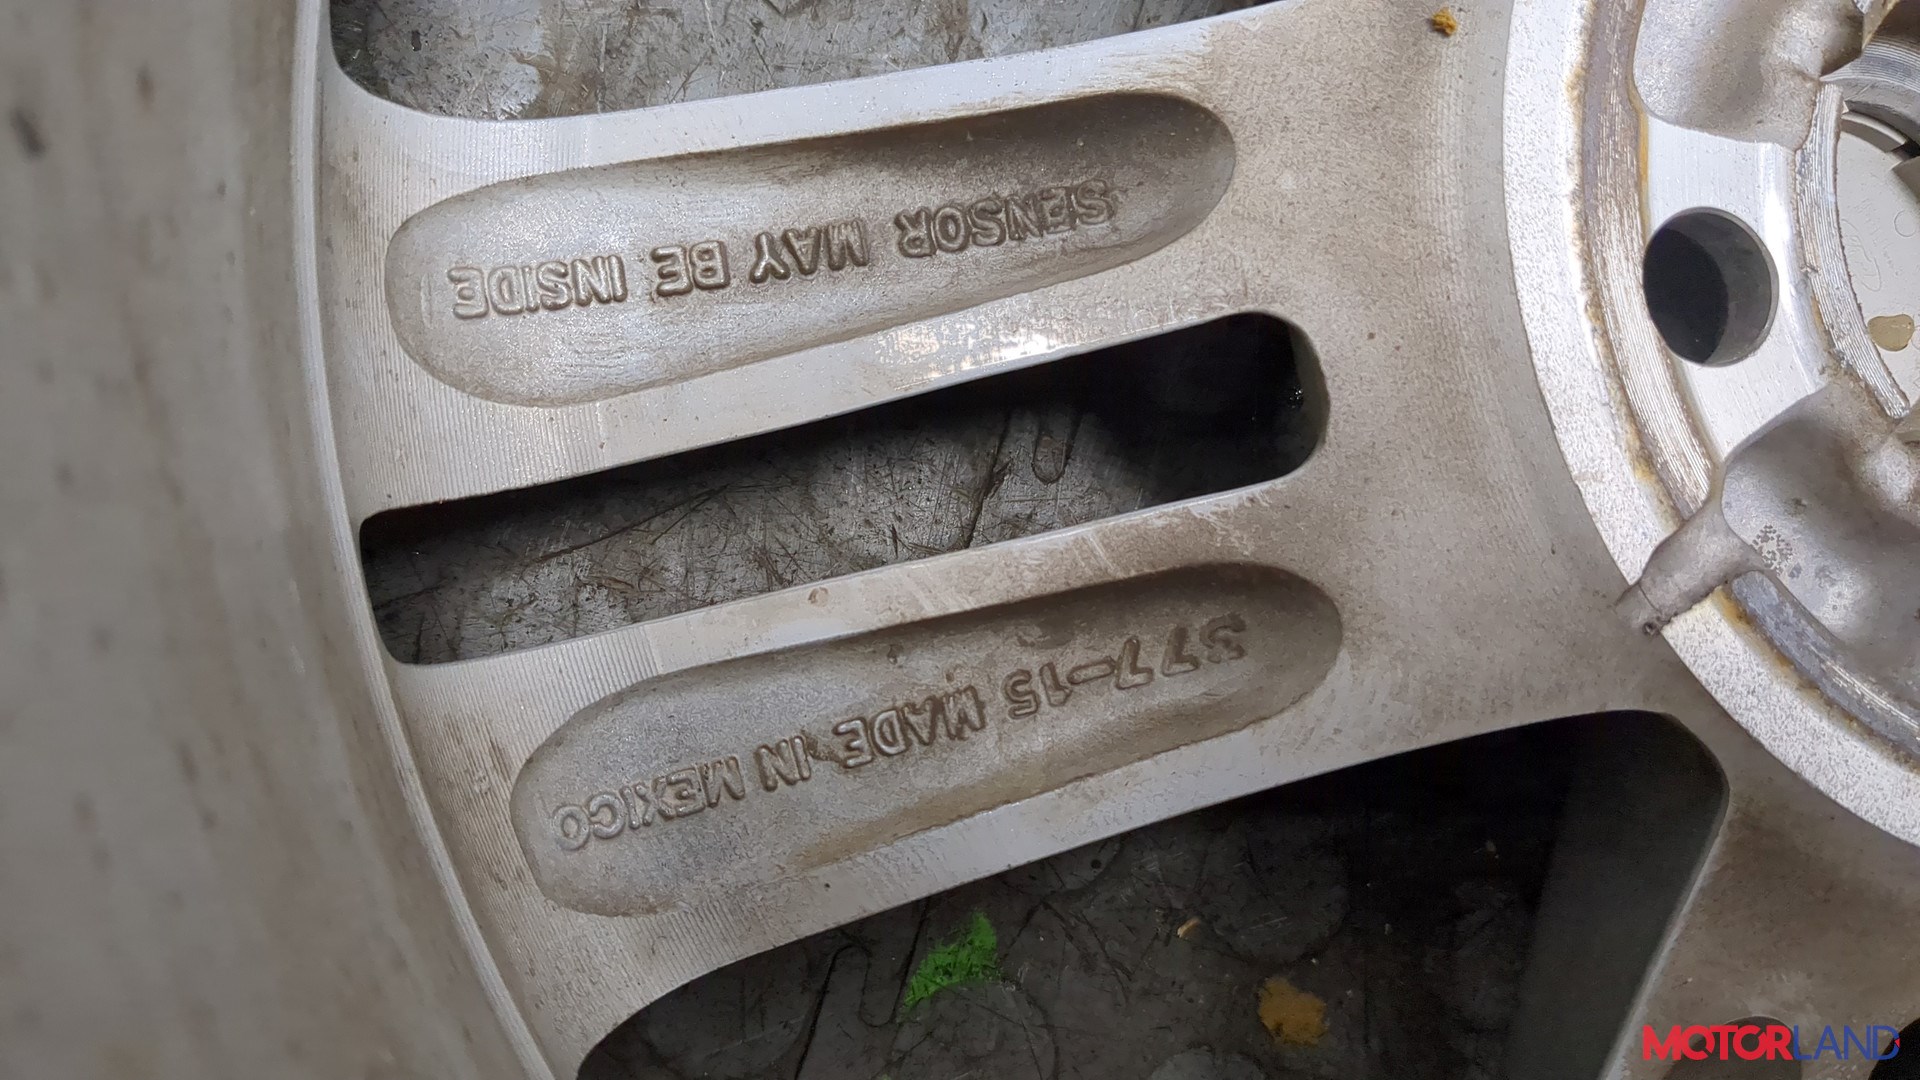 SENSOR MAY BE INSIDE
377-15 MADE IN MEXICO
MOTORLAND